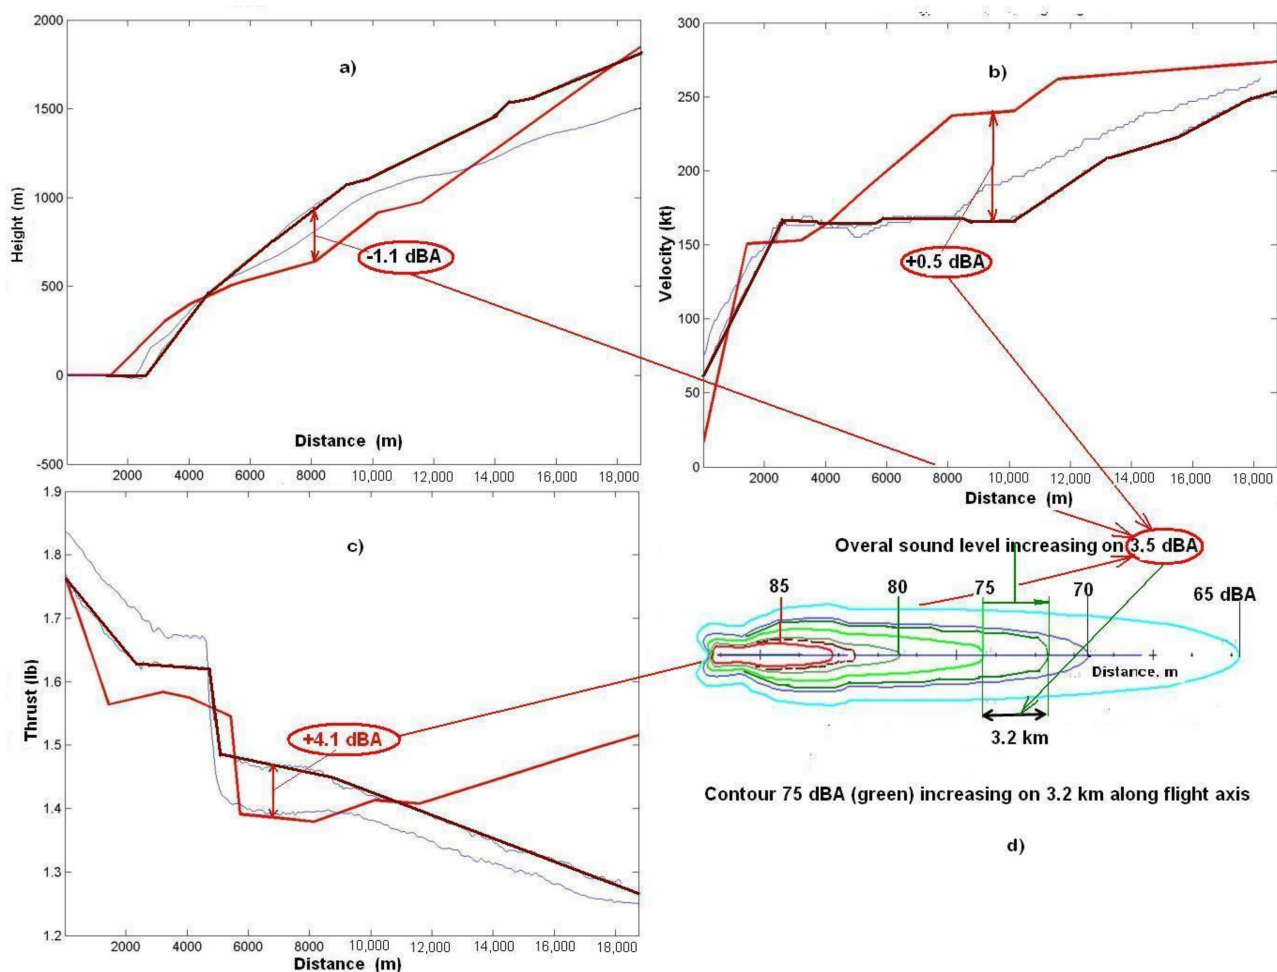 a)
Height (m)
2000
1500
1000
500
0
-500
-1.1 dBA
Distance (m)
2000 4000 6000 8000 10,000 12,000 14,000 16,000 18,000
b)
Velocity (kt)
300
250
200
150
100
50
0
+0.5 dBA
0 2000 4000 6000 8000 10,000 12,000 14,000 16,000 18,000
Distance (m)
c)
Thrust (lb)
1.9
1.8
1.7
1.6
1.5
1.4
1.3
1.2
+4.1 dBA
2000 4000 6000 8000 10,000 12,000 14,000 16,000 18,000
Distance (m)
Overal sound level increasing on 3.5 dBA
85 80 75 70 65 dBA
Distance, m
3.2 km
Contour 75 dBA (green) increasing on 3.2 km along flight axis
d)